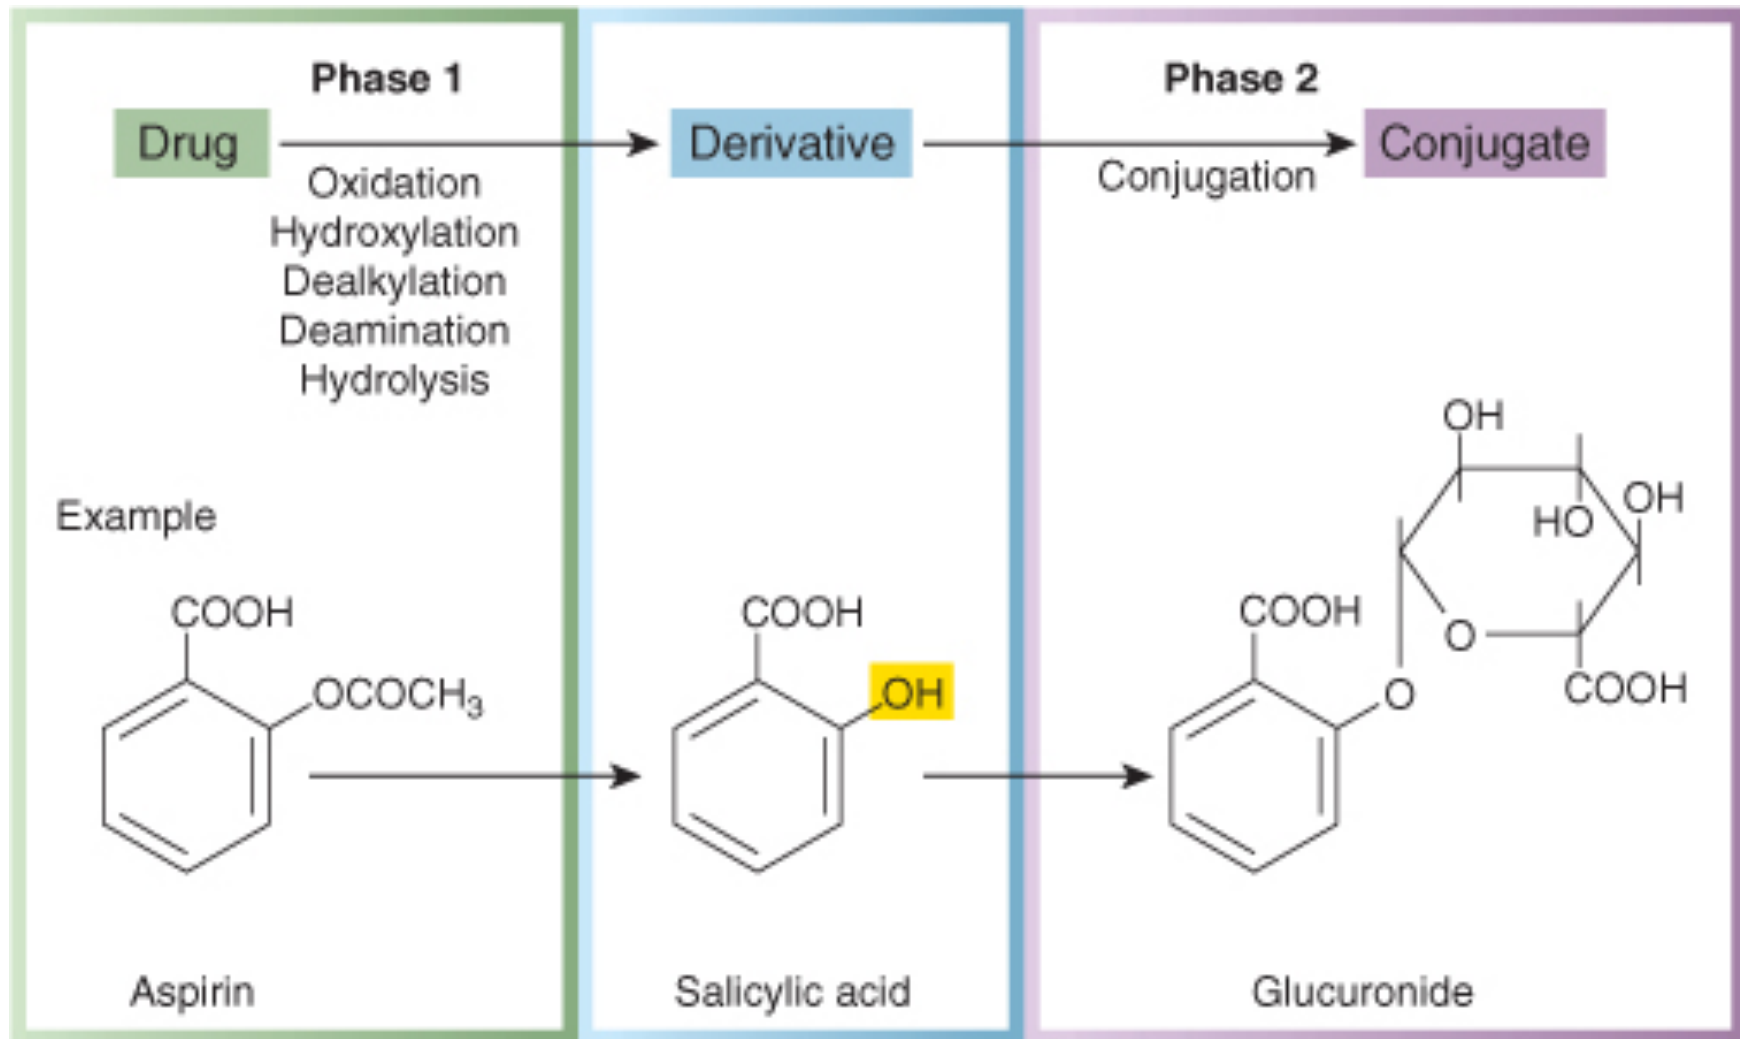 Phase 1
Phase 2
Drug
Derivative
Conjugate
Oxidation
Hydroxylation
Dealkylation
Deamination
Hydrolysis
Conjugation
Example
COOH
OCOCH3
COOH
OH
COOH
O
OH
HO
OH
O
COOH
Aspirin
Salicylic acid
Glucuronide